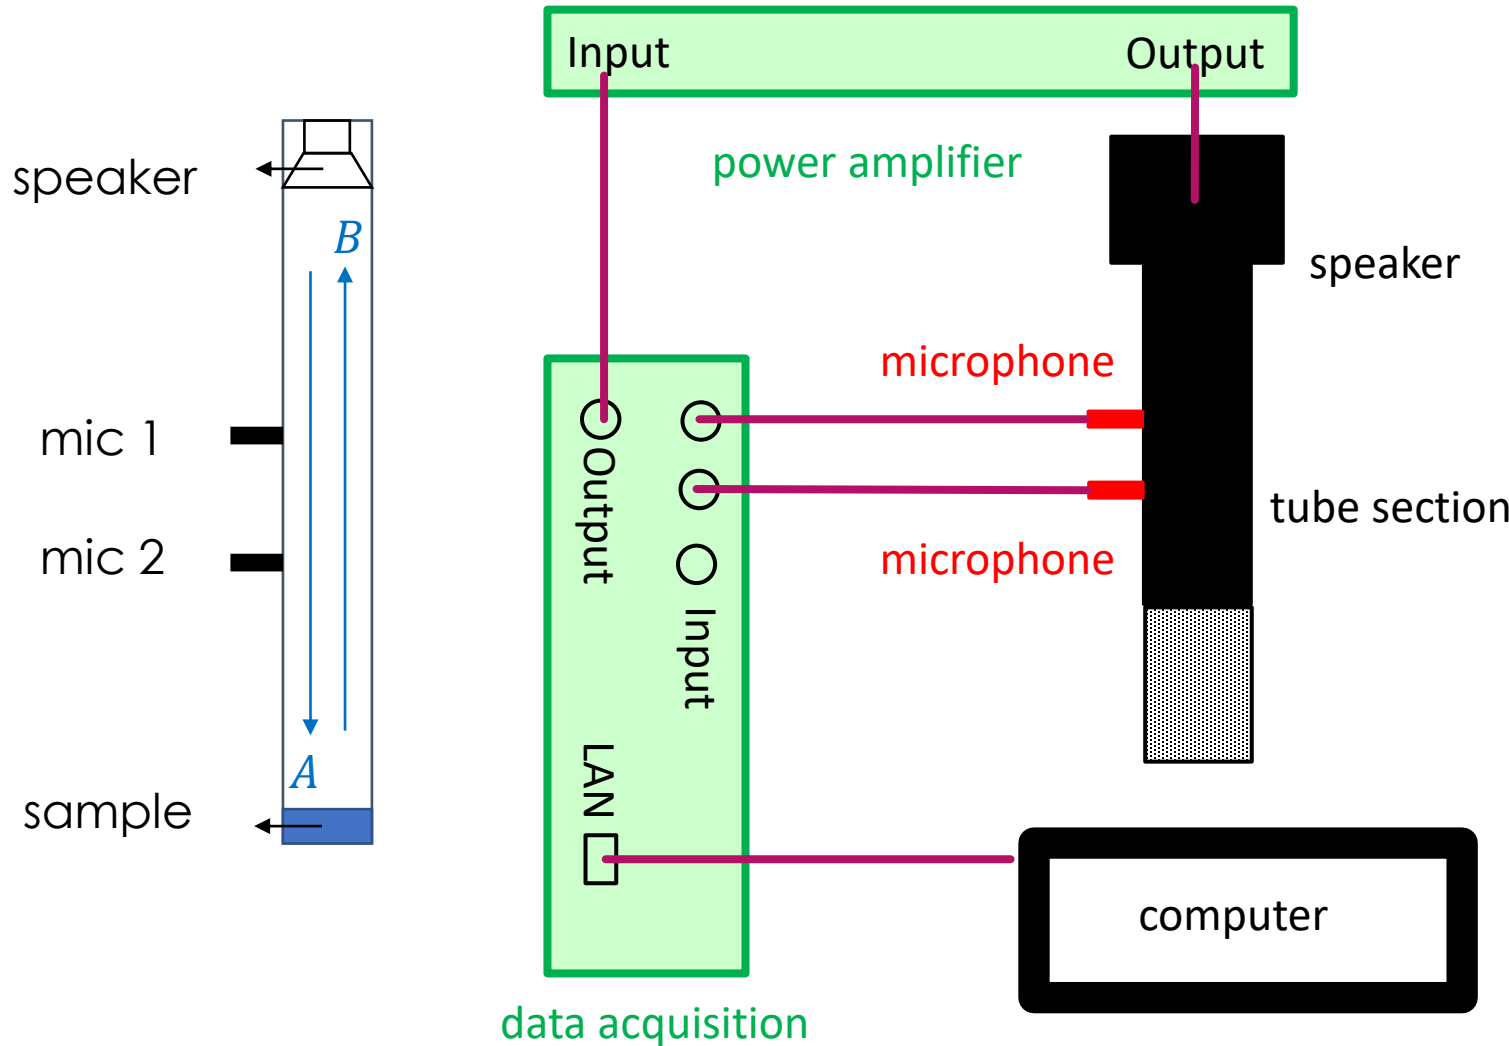 Input
Output
power amplifier
speaker
B
speaker
microphone
mic 1
Output
tube section
mic 2
microphone
Input
LAN
A
sample
computer
data acquisition